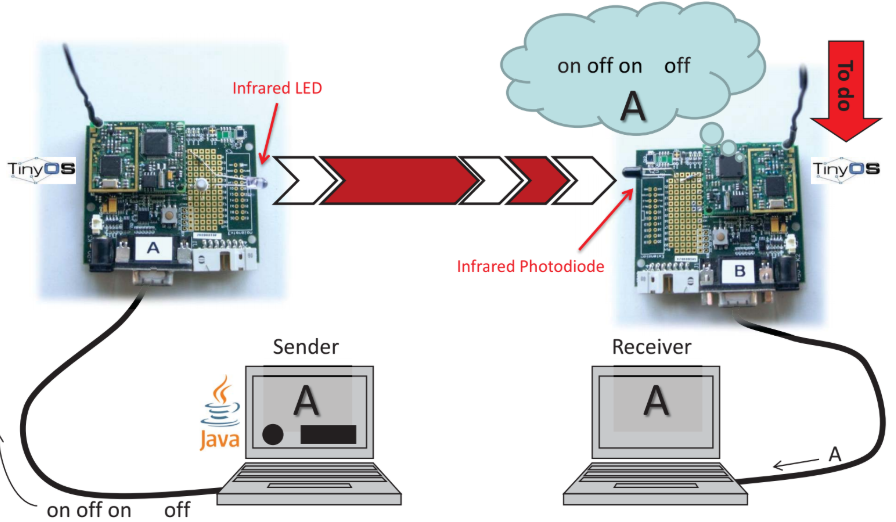 on off on off
A
To do
Infrared LED
TinyOS
TinyOS
A
Infrared Photodiode
B
Sender
Receiver
A
A
Java
A
on off on off